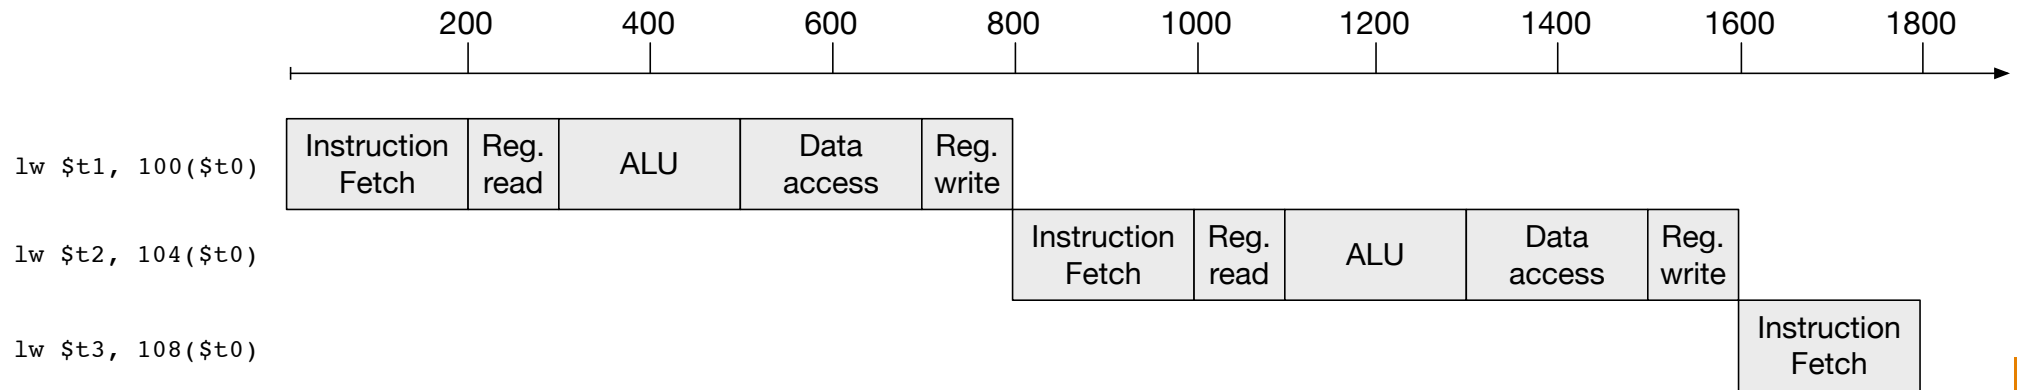 200 400 600 800 1000 1200 1400 1600 1800
lw $t1, 100($t0)
Instruction
Fetch
Reg.
read
ALU
Data
access
Reg.
write
lw $t2, 104($t0)
Instruction
Fetch
Reg.
read
ALU
Data
access
Reg.
write
lw $t3, 108($t0)
Instruction
Fetch